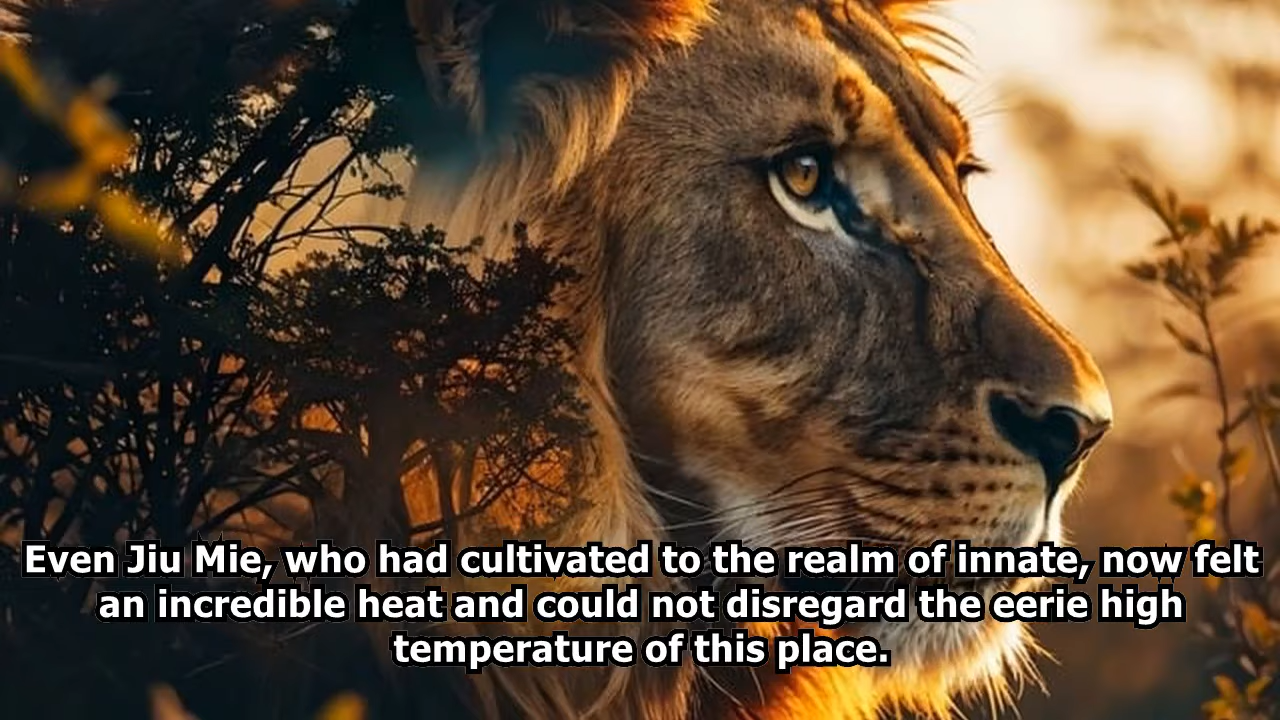 Even Jiu Mie, who had cultivated to the realm of innate, now felt
an incredible heat and could not disregard the eerie high
temperature of this place.